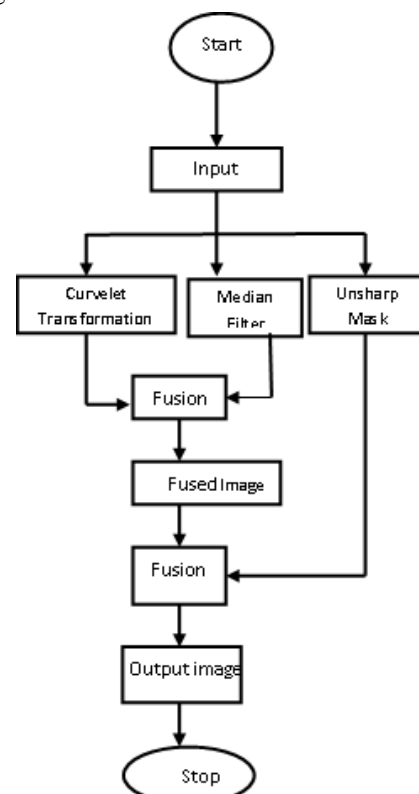 Start
Input
Curvelet
Transformation
Median
Filter
Unsharp
Mask
Fusion
Fused Image
Fusion
Output image
Stop